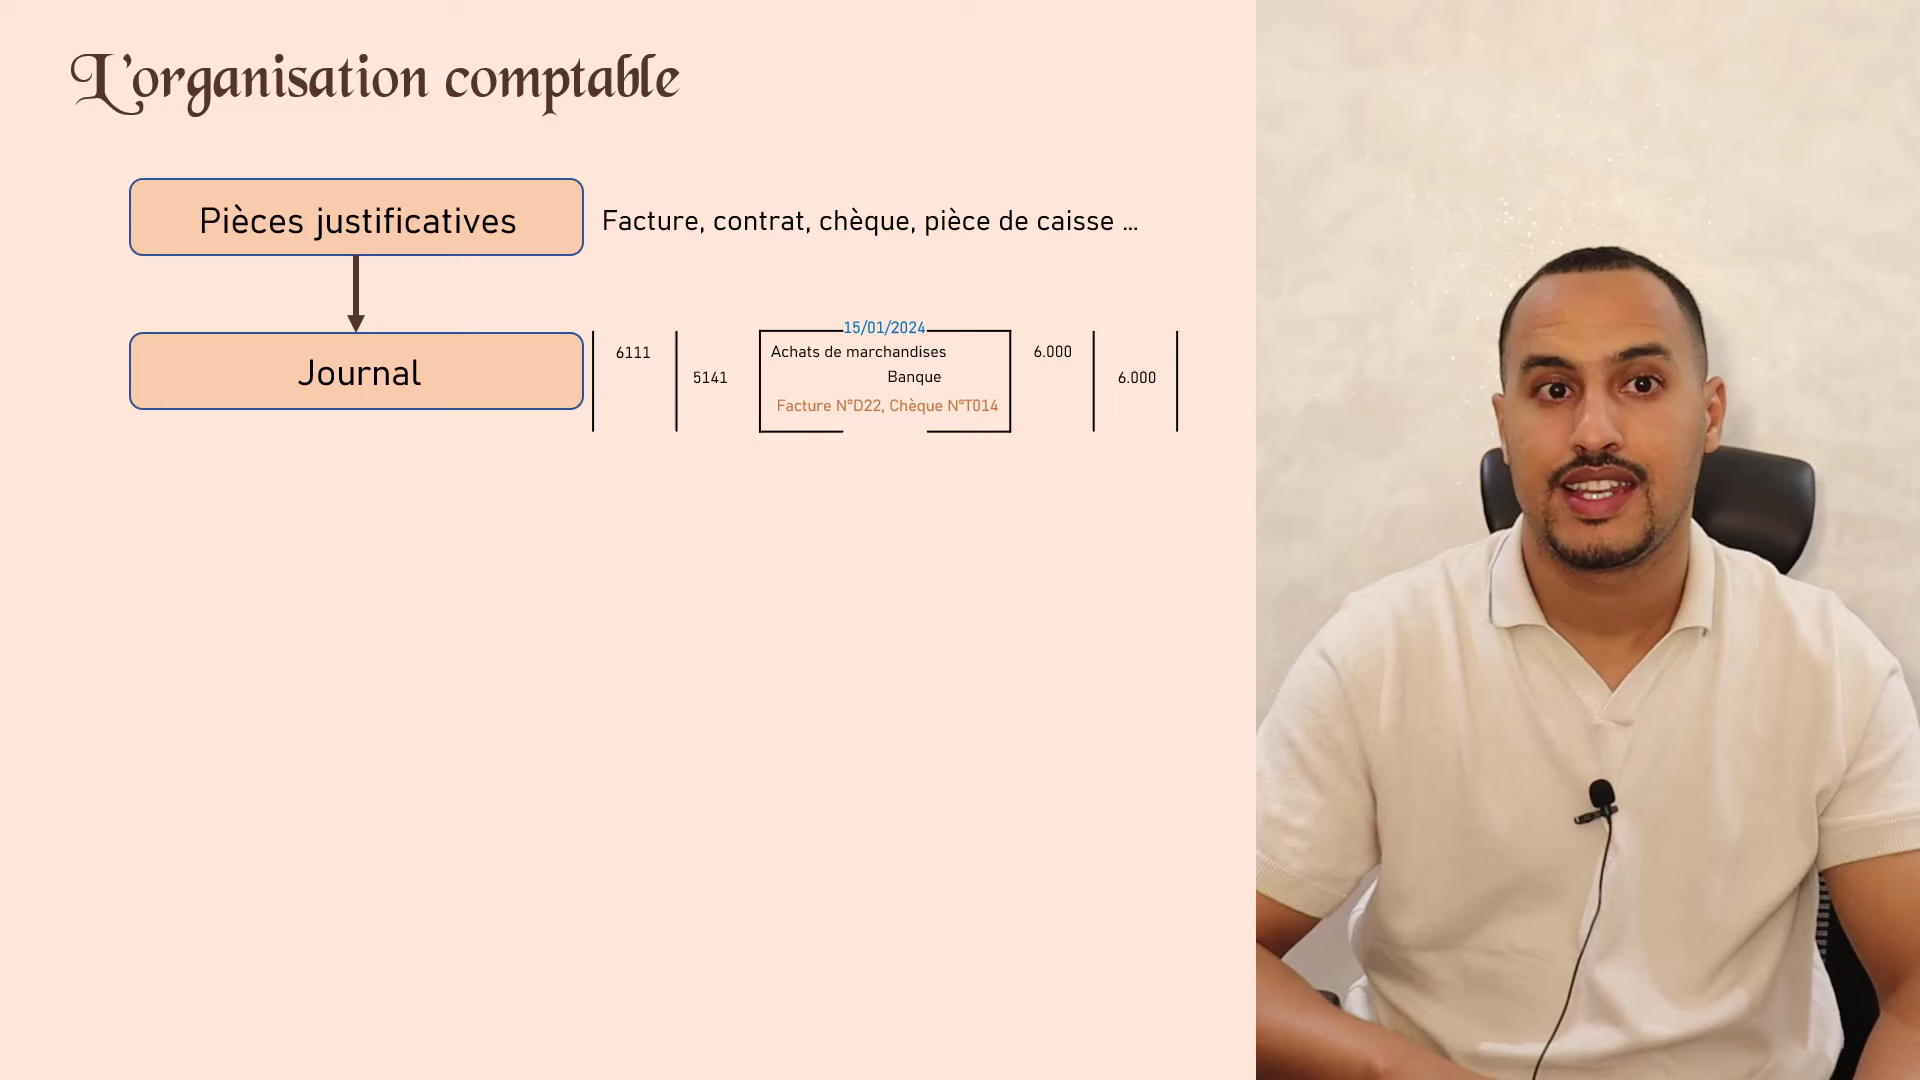 L'organisation comptable
Pièces justificatives
Facture, contrat, chèque, pièce de caisse ...
Journal
15/01/2024
6111 Achats de marchandises 6.000
5141 Banque 6.000
Facture N°D22, Chèque N°T014